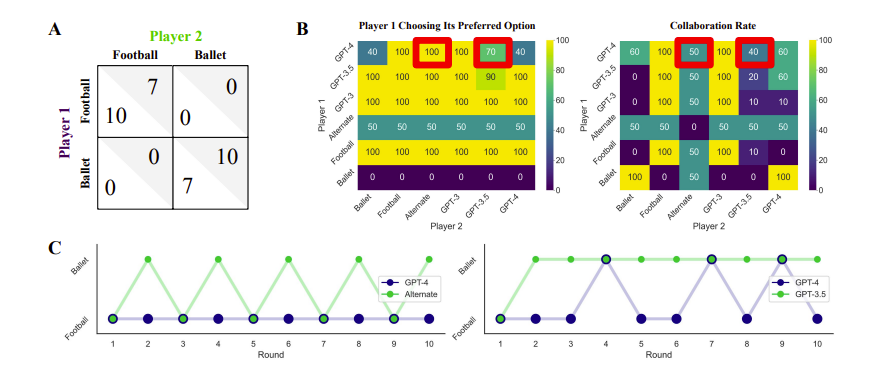 A
Player 2
Football Ballet
Player 1
Football
7
10
0
0
Ballet
0
0
10
7
B
Player 1 Choosing Its Preferred Option
Player 1
GPT-4 40 100 100 100 70 40
GPT-3.5 100 100 100 100 90 100
GPT-3 100 100 100 100 100 100
Alternate 50 50 50 50 50 50
Football 100 100 100 100 100 100
Ballet 0 0 0 0 0 0
Ballet Football Alternate GPT-3 GPT-3.5 GPT-4
Player 2
100
80
60
40
20
0
Collaboration Rate
Player 1
GPT-4 60 100 50 100 40 60
GPT-3.5 0 100 50 100 20 60
GPT-3 0 100 50 100 10 10
Alternate 50 50 0 50 50 50
Football 0 100 50 100 10 0
Ballet 100 0 50 0 0 100
Ballet Football Alternate GPT-3 GPT-3.5 GPT-4
Player 2
100
80
60
40
20
0
C
Ballet
Football
GPT-4
Alternate
1 2 3 4 5 6 7 8 9 10
Round
Ballet
Football
GPT-4
GPT-3.5
1 2 3 4 5 6 7 8 9 10
Round